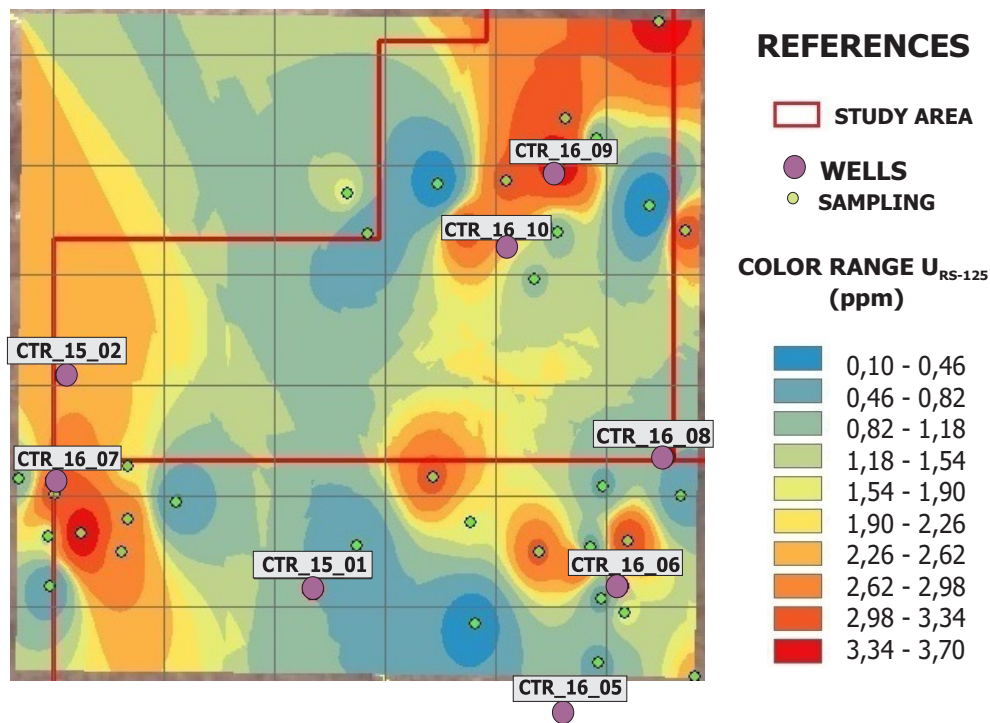 CTR_16_09
CTR_16_10
CTR_15_02
CTR_16_08
CTR_16_07
CTR_15_01
CTR_16_06
CTR_16_05
REFERENCES
STUDY AREA
WELLS
SAMPLING
COLOR RANGE U RS-125
(ppm)
0,10 - 0,46
0,46 - 0,82
0,82 - 1,18
1,18 - 1,54
1,54 - 1,90
1,90 - 2,26
2,26 - 2,62
2,62 - 2,98
2,98 - 3,34
3,34 - 3,70